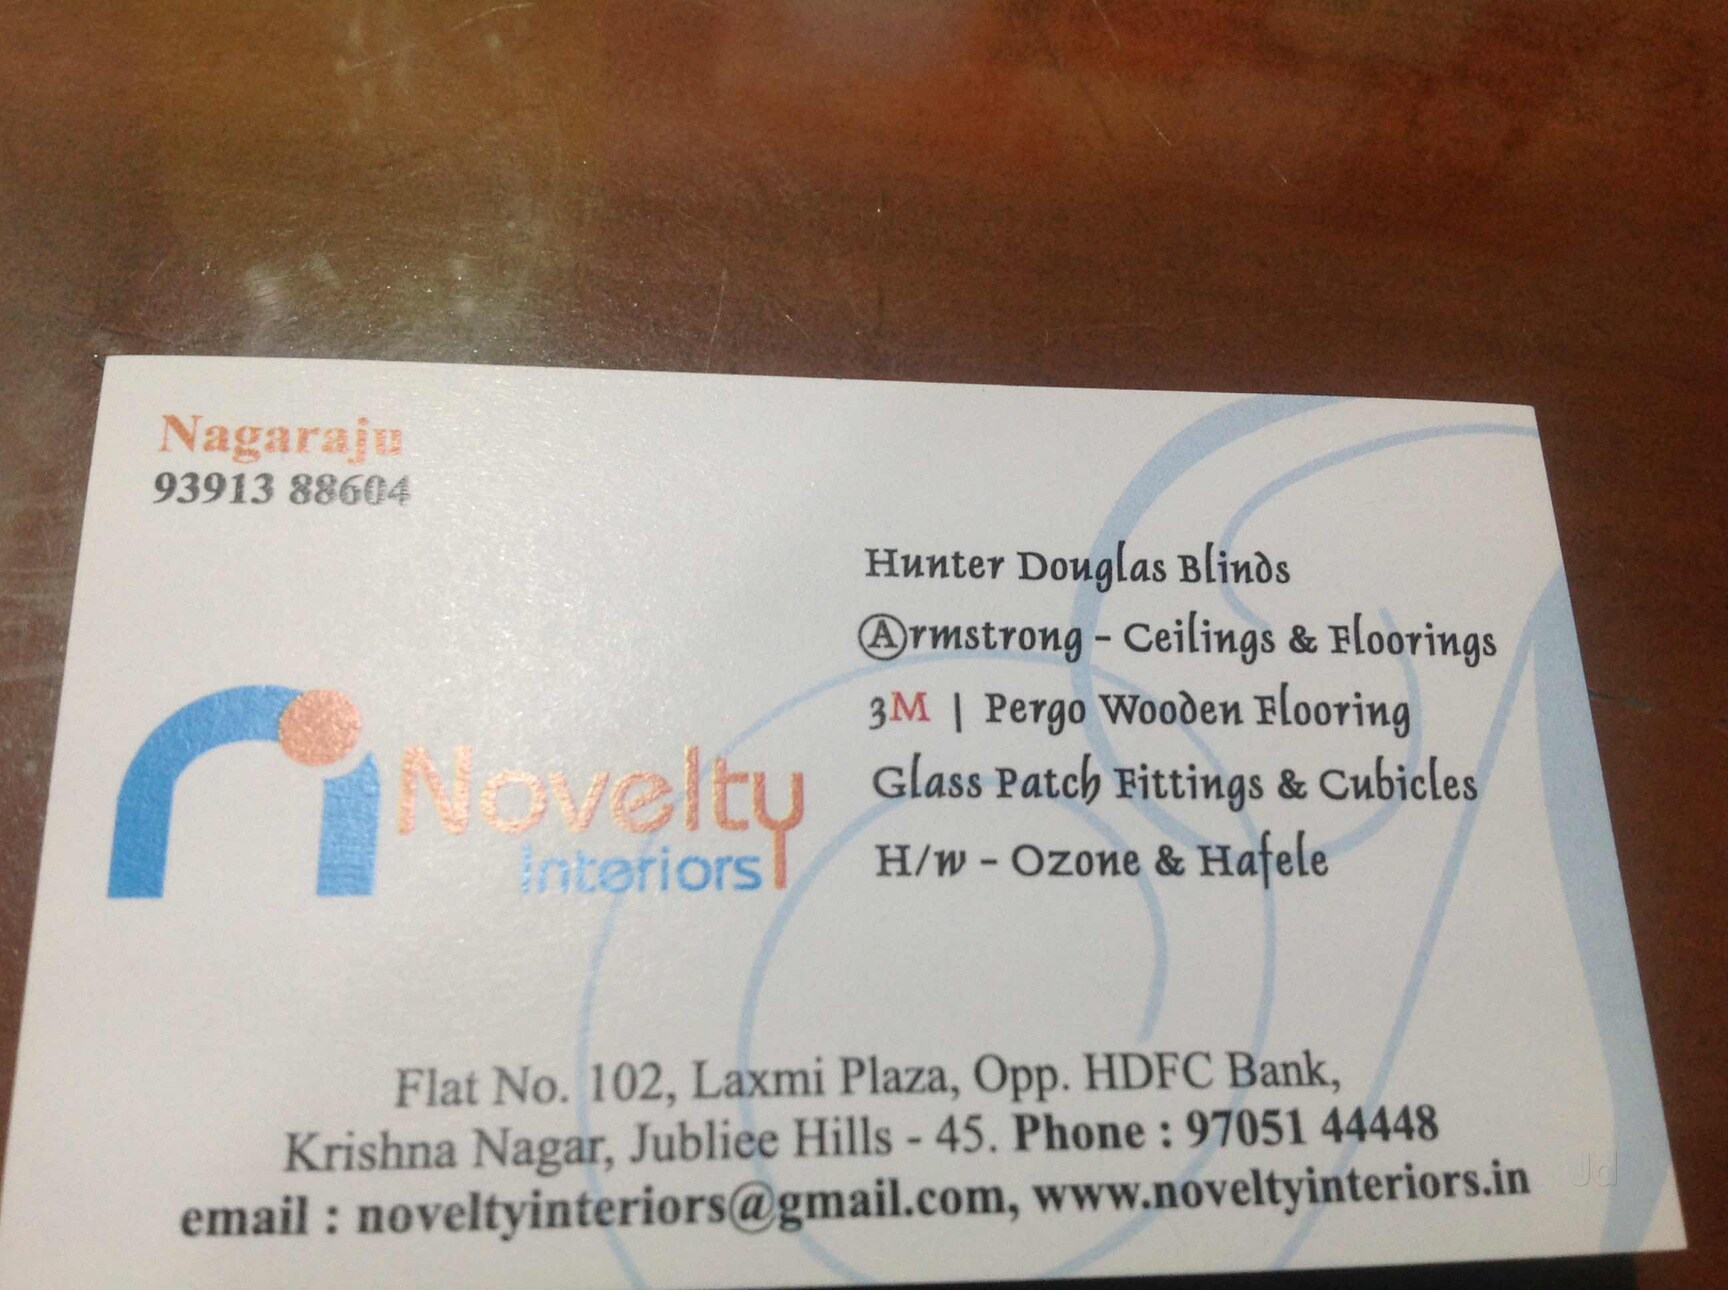 Nagaraju
93913 88604
Hunter Douglas Blinds
Armstrong - Ceilings & Floorings
3M | Pergo Wooden Flooring
Glass Patch Fittings & Cubicles
H/w - Ozone & Hafele
Novelty
Interiors
Flat No. 102, Laxmi Plaza, Opp. HDFC Bank,
Krishna Nagar, Jubliee Hills - 45. Phone : 97051 44448
email : noveltyinteriors@gmail.com, www.noveltyinteriors.in
Jd